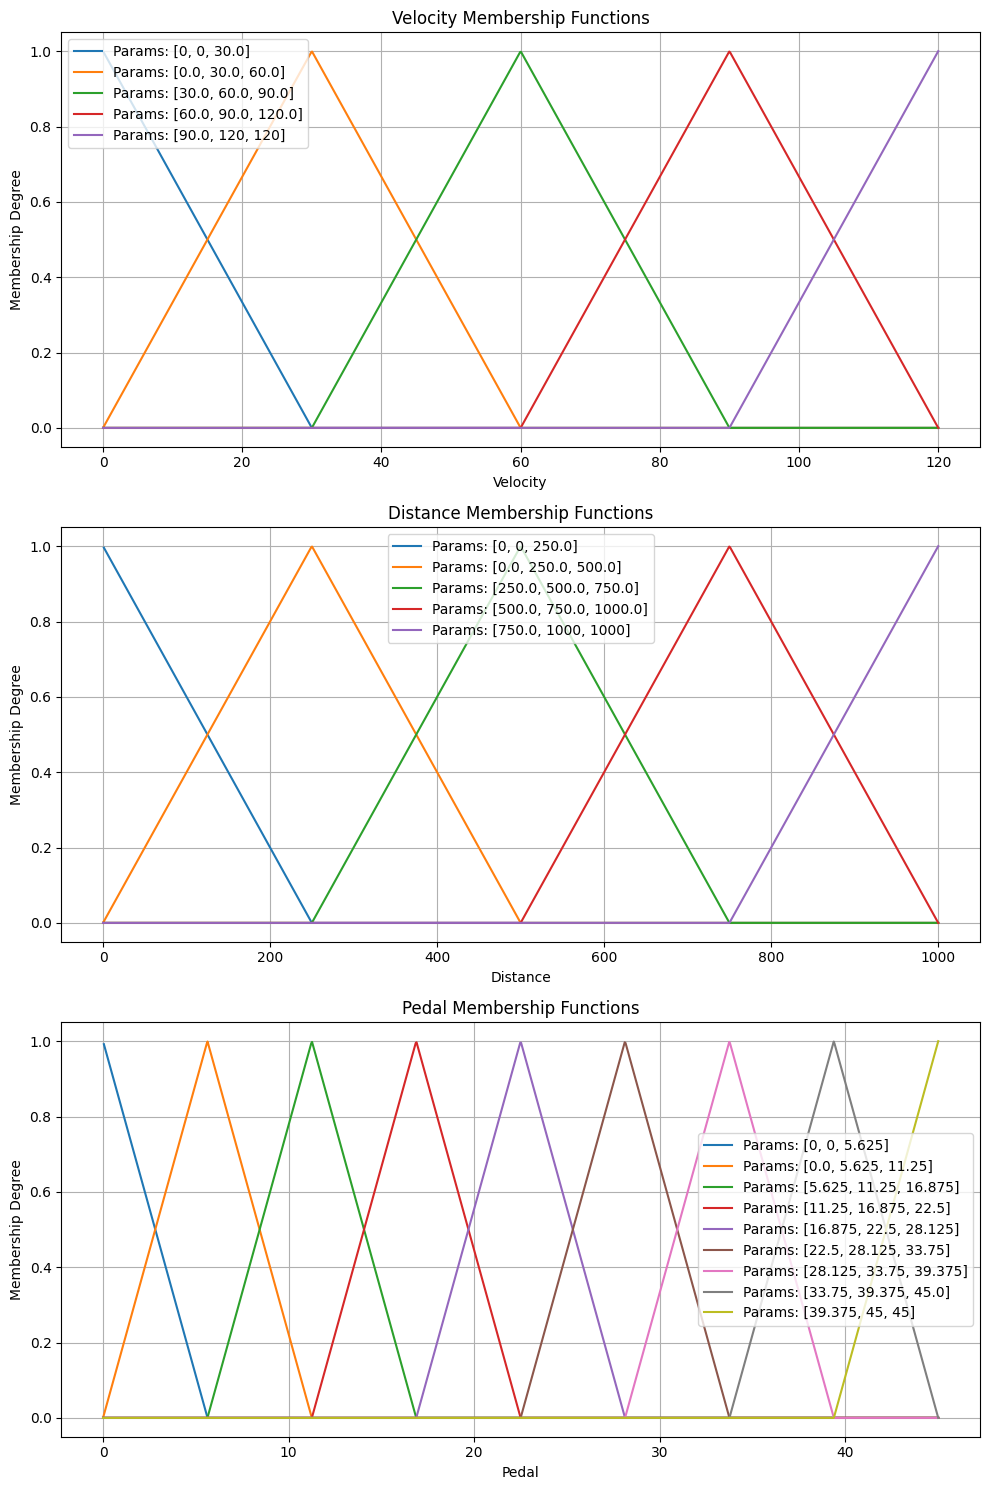 Velocity Membership Functions
Params: [0, 0, 30.0]
Params: [0.0, 30.0, 60.0]
Params: [30.0, 60.0, 90.0]
Params: [60.0, 90.0, 120.0]
Params: [90.0, 120, 120]
1.0
0.8
0.6
0.4
0.2
0.0
Membership Degree
0 20 40 60 80 100 120
Velocity
Distance Membership Functions
Params: [0, 0, 250.0]
Params: [0.0, 250.0, 500.0]
Params: [250.0, 500.0, 750.0]
Params: [500.0, 750.0, 1000.0]
Params: [750.0, 1000, 1000]
1.0
0.8
0.6
0.4
0.2
0.0
Membership Degree
0 200 400 600 800 1000
Distance
Pedal Membership Functions
1.0
0.8
0.6
0.4
0.2
0.0
Membership Degree
Params: [0, 0, 5.625]
Params: [0.0, 5.625, 11.25]
Params: [5.625, 11.25, 16.875]
Params: [11.25, 16.875, 22.5]
Params: [16.875, 22.5, 28.125]
Params: [22.5, 28.125, 33.75]
Params: [28.125, 33.75, 39.375]
Params: [33.75, 39.375, 45.0]
Params: [39.375, 45, 45]
0 10 20 30 40
Pedal